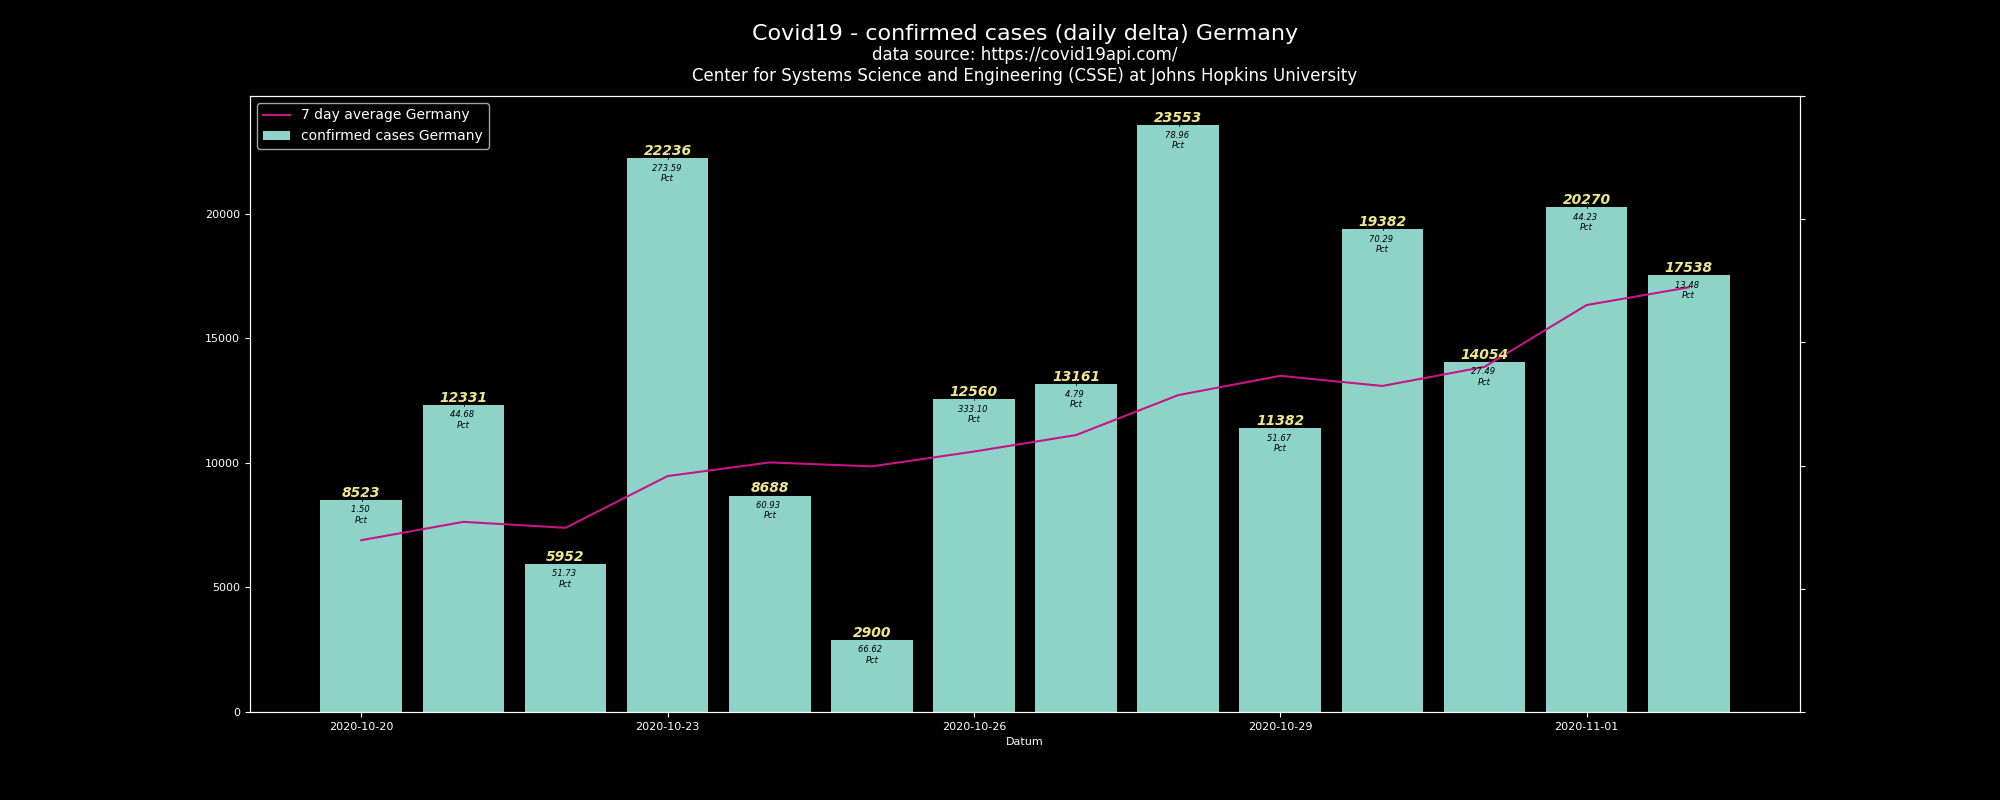 Covid19 - confirmed cases (daily delta) Germany
data source: https://covid19api.com/
Center for Systems Science and Engineering (CSSE) at Johns Hopkins University
7 day average Germany
confirmed cases Germany
20000
15000
10000
5000
0
8523
1.50
Pct
12331
44.68
Pct
5952
51.73
Pct
22236
273.59
Pct
8688
60.93
Pct
2900
66.62
Pct
12560
333.10
Pct
13161
4.79
Pct
23553
78.96
Pct
11382
51.67
Pct
19382
70.29
Pct
14054
27.49
Pct
20270
44.23
Pct
17538
13.48
Pct
2020-10-20
2020-10-23
2020-10-26
2020-10-29
2020-11-01
Datum